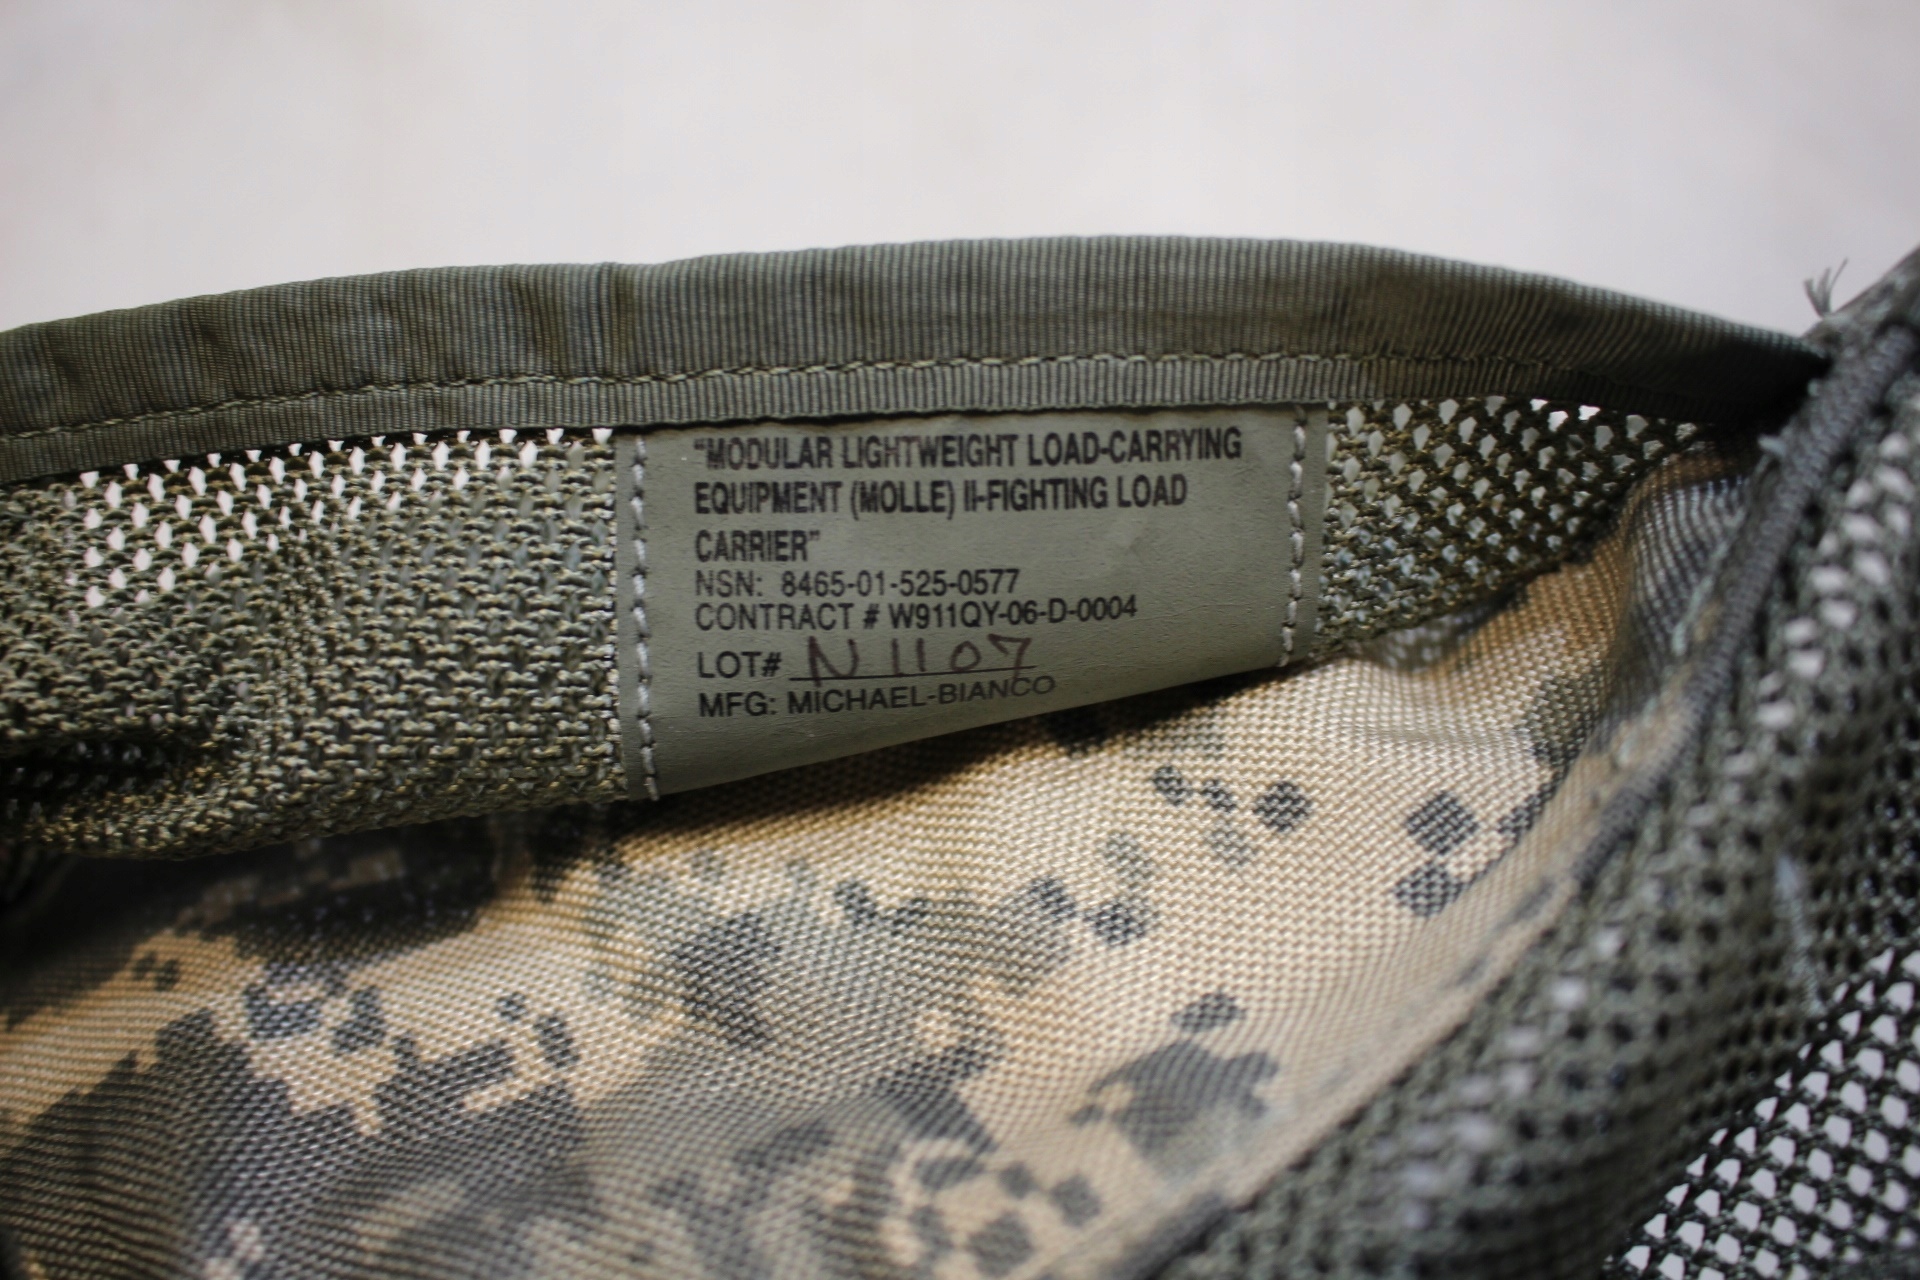 "MODULAR LIGHTWEIGHT LOAD-CARRYING
EQUIPMENT (MOLLE) II-FIGHTING LOAD
CARRIER"
NSN: 8465-01-525-0577
CONTRACT # W911QY-06-D-0004
LOT# N1107
MFG: MICHAEL-BIANCO